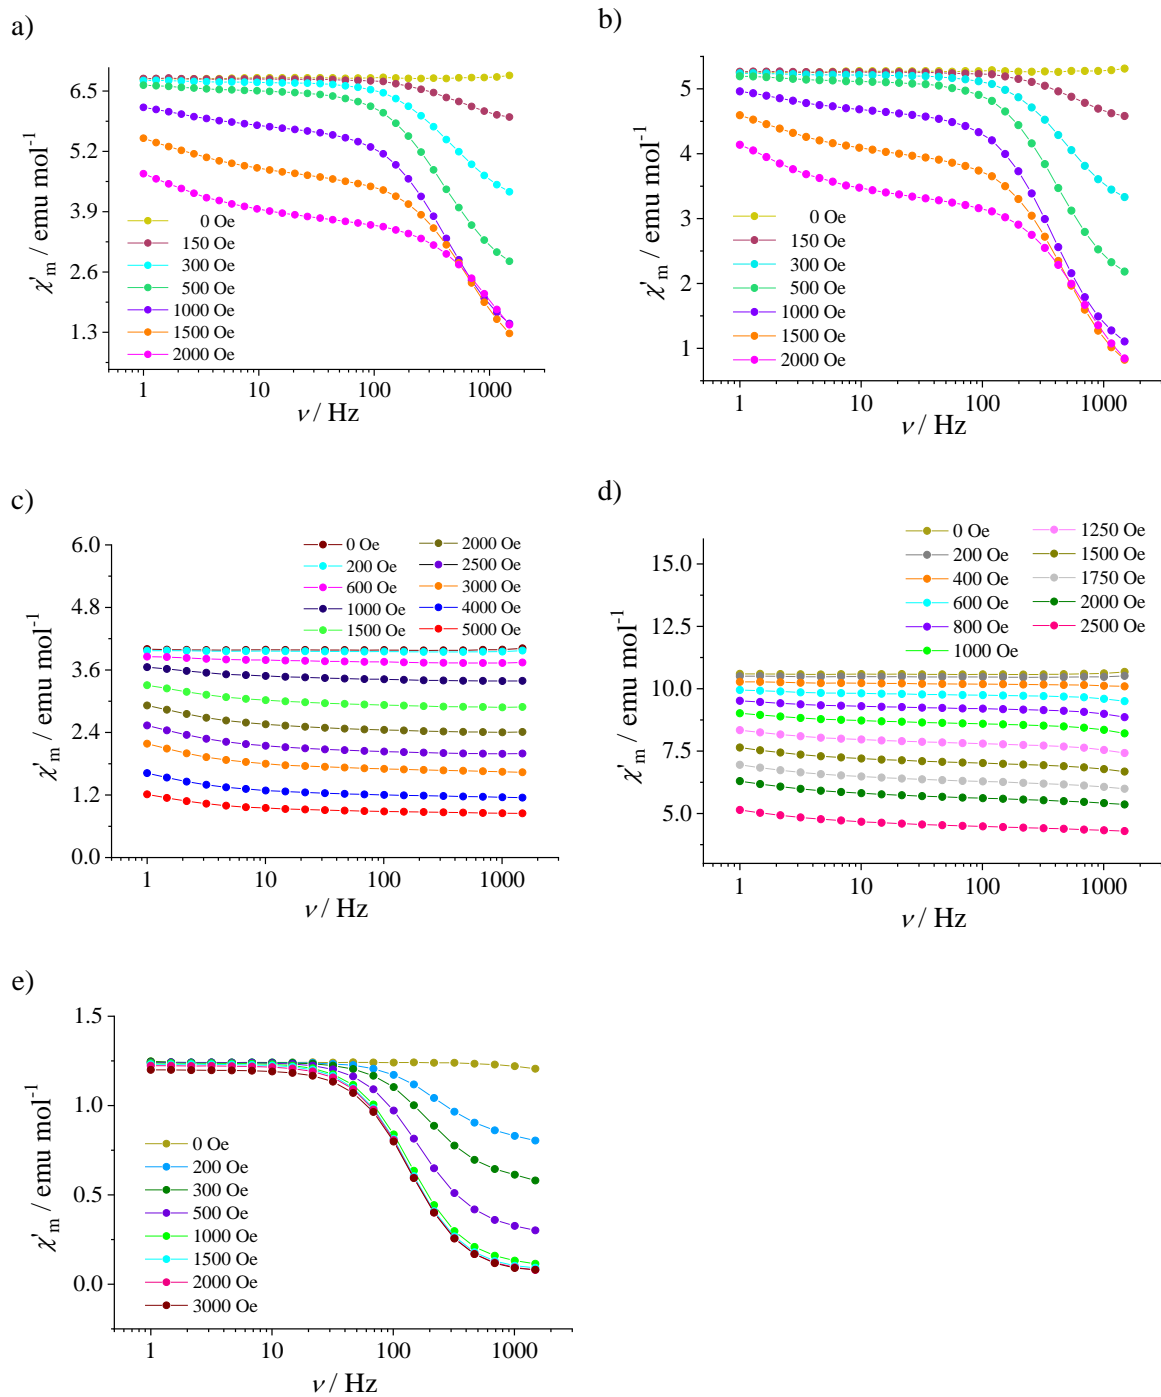 a)
6.5
5.2
3.9
2.6
1.3
χ'm / emu mol-1
0 Oe
150 Oe
300 Oe
500 Oe
1000 Oe
1500 Oe
2000 Oe
1 10 100 1000
ν / Hz
b)
5
4
3
2
1
χ'm / emu mol-1
0 Oe
150 Oe
300 Oe
500 Oe
1000 Oe
1500 Oe
2000 Oe
1 10 100 1000
ν / Hz
c)
6.0
4.8
3.6
2.4
1.2
0.0
χ'm / emu mol-1
0 Oe 2000 Oe
200 Oe 2500 Oe
600 Oe 3000 Oe
1000 Oe 4000 Oe
1500 Oe 5000 Oe
1 10 100 1000
ν / Hz
d)
15.0
12.5
10.0
7.5
5.0
χ'm / emu mol-1
0 Oe 1250 Oe
200 Oe 1500 Oe
400 Oe 1750 Oe
600 Oe 2000 Oe
800 Oe 2500 Oe
1000 Oe
1 10 100 1000
ν / Hz
e)
1.5
1.0
0.5
0.0
χ'm / emu mol-1
0 Oe
200 Oe
300 Oe
500 Oe
1000 Oe
1500 Oe
2000 Oe
3000 Oe
1 10 100 1000
ν / Hz